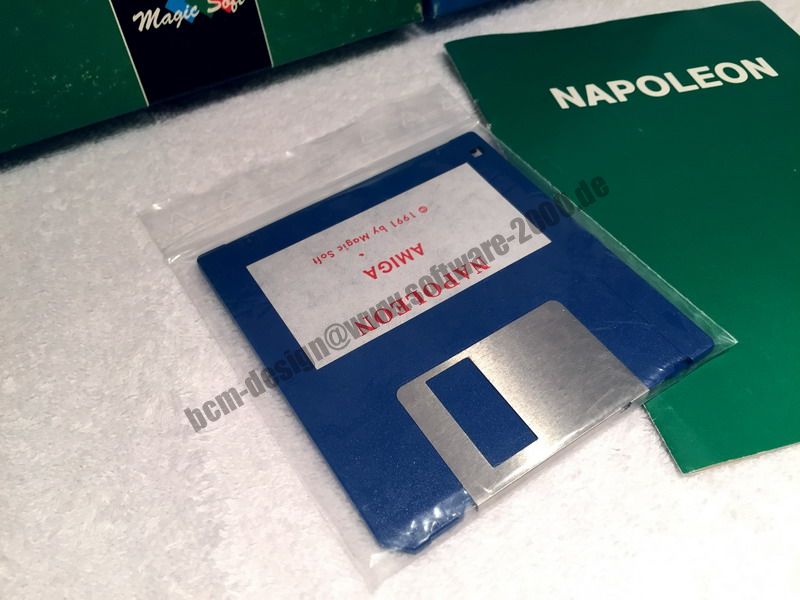 Magic Soft
NAPOLEON
NAPOLEON
AMIGA
© 1991 by Magic Soft
bcm-design@www.software-2000.de